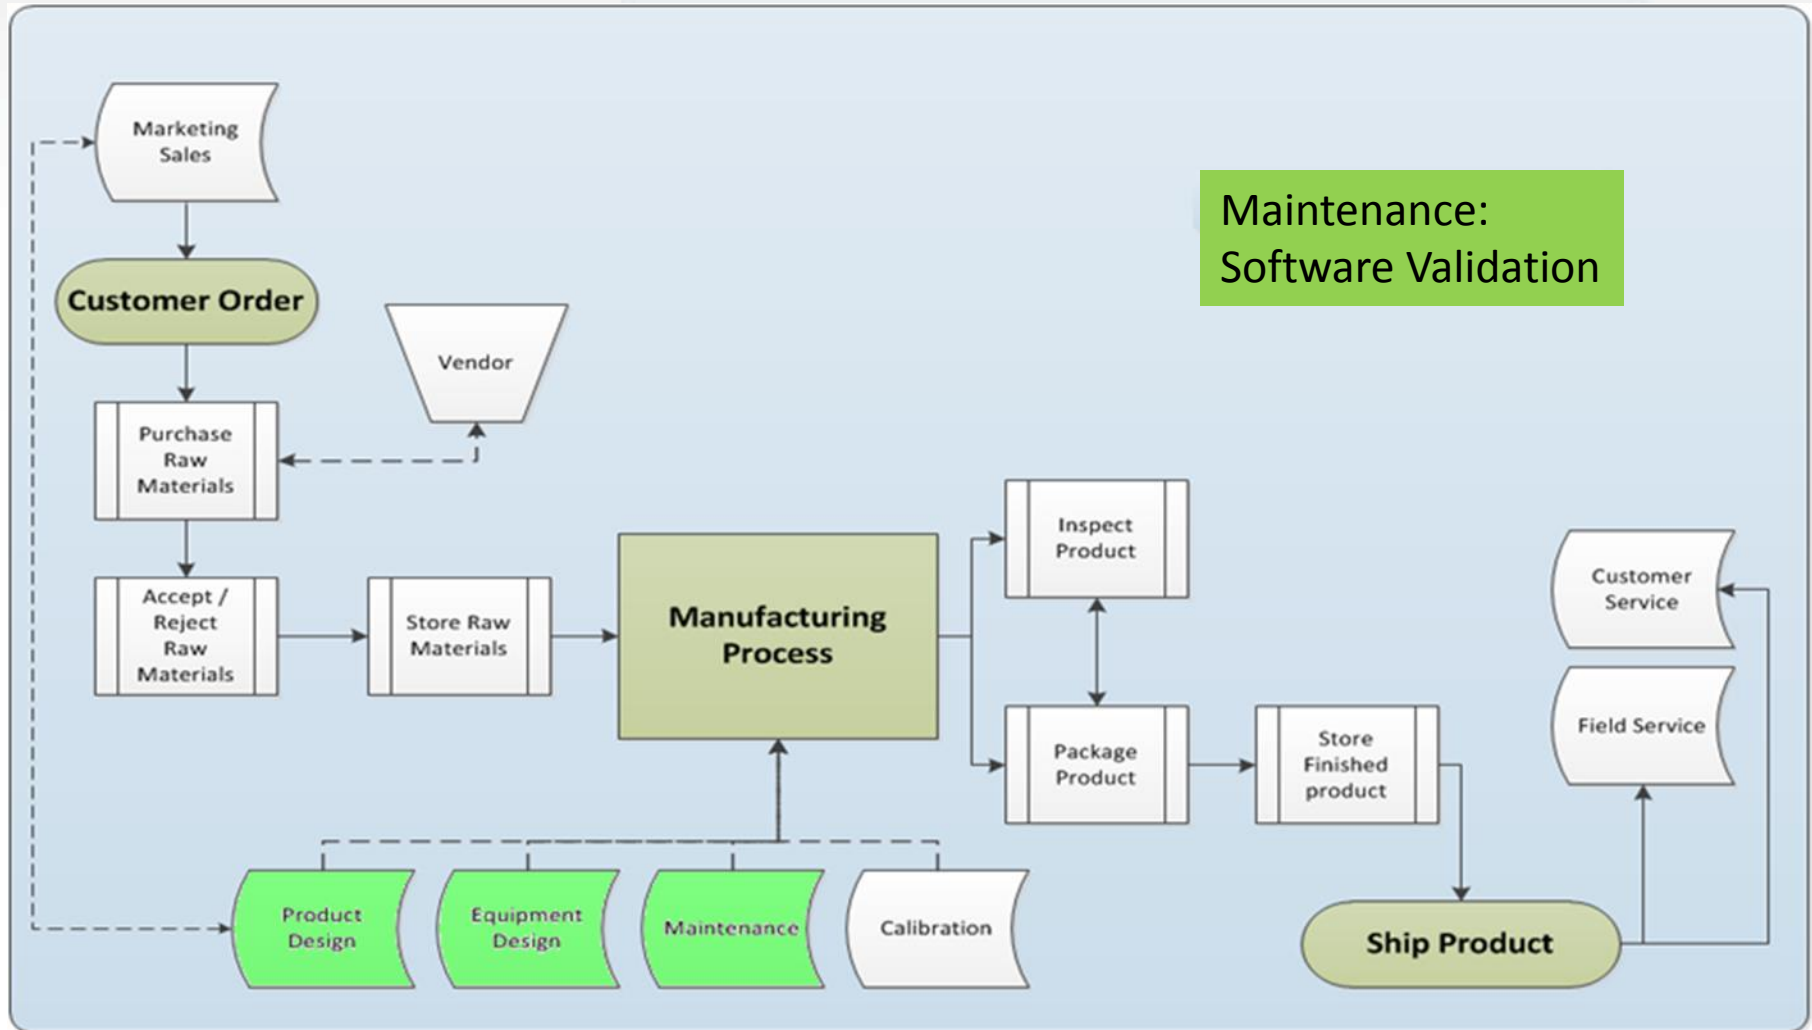 Marketing
Sales
Maintenance:
Software Validation
Customer Order
Vendor
Purchase
Raw
Materials
Accept /
Reject
Raw
Materials
Store Raw
Materials
Manufacturing
Process
Inspect
Product
Package
Product
Store
Finished
product
Customer
Service
Field Service
Product
Design
Equipment
Design
Maintenance
Calibration
Ship Product